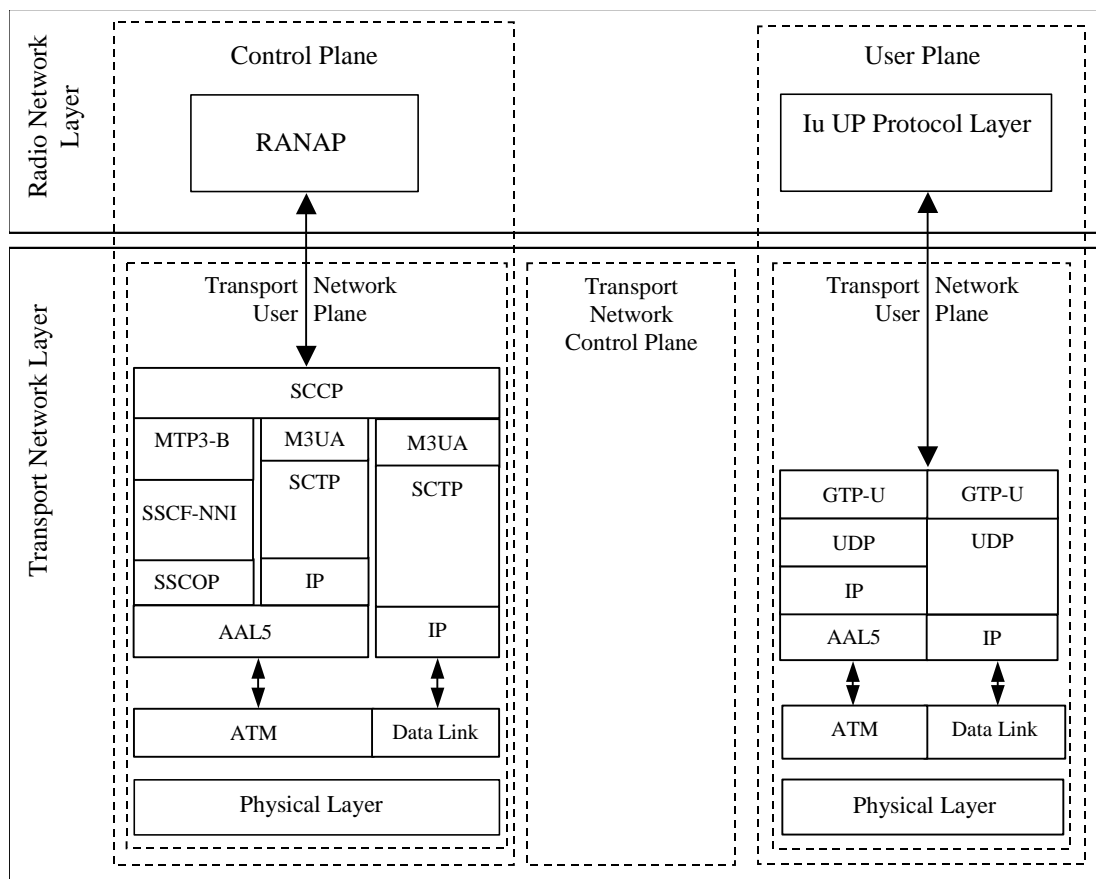 Radio Network
Layer
Control Plane
RANAP
User Plane
Iu UP Protocol Layer
Transport Network Layer
Transport Network
User Plane
SCCP
MTP3-B
SSCF-NNI
SSCOP
M3UA
SCTP
IP
AAL5
M3UA
SCTP
IP
ATM
Data Link
Physical Layer
Transport
Network
Control Plane
Transport Network
User Plane
GTP-U
UDP
IP
AAL5
GTP-U
UDP
IP
ATM
Data Link
Physical Layer